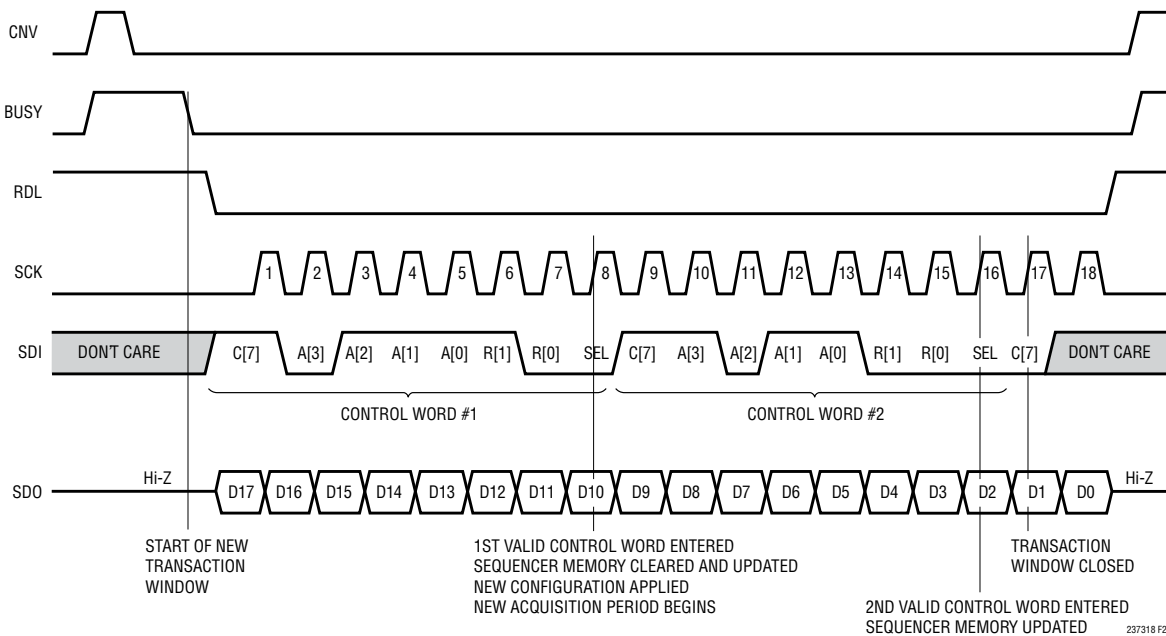 CNV
BUSY
RDL
SCK 1 2 3 4 5 6 7 8 9 10 11 12 13 14 15 16 17 18
SDI DON'T CARE C[7] A[3] A[2] A[1] A[0] R[1] R[0] SEL C[7] A[3] A[2] A[1] A[0] R[1] R[0] SEL C[7] DON'T CARE
CONTROL WORD #1 CONTROL WORD #2
SDO Hi-Z D17 D16 D15 D14 D13 D12 D11 D10 D9 D8 D7 D6 D5 D4 D3 D2 D1 D0 Hi-Z
START OF NEW
TRANSACTION
WINDOW
1ST VALID CONTROL WORD ENTERED
SEQUENCER MEMORY CLEARED AND UPDATED
NEW CONFIGURATION APPLIED
NEW ACQUISITION PERIOD BEGINS
TRANSACTION
WINDOW CLOSED
2ND VALID CONTROL WORD ENTERED
SEQUENCER MEMORY UPDATED